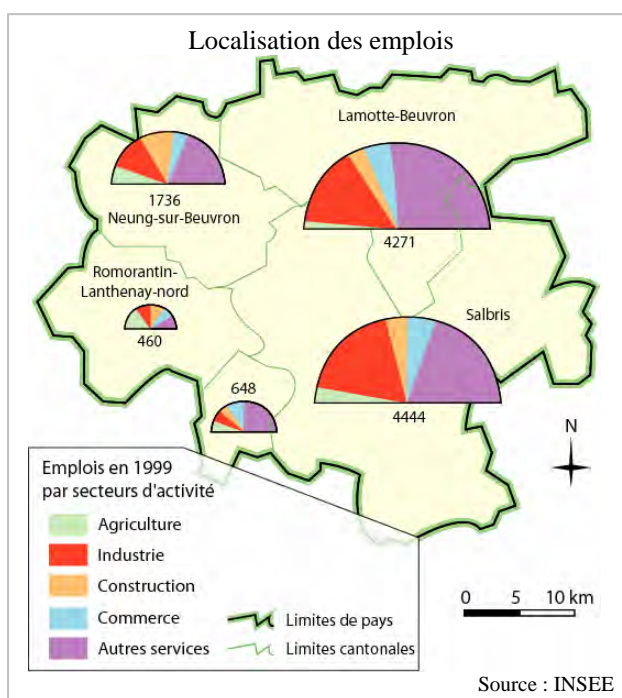 Localisation des emplois
Lamotte-Beuvron
1736
Neung-sur-Beuvron
4271
Romorantin-
Lanthenay-nord
460
Salbris
648
4444
N
Emplois en 1999
par secteurs d'activité
Agriculture
Industrie
Construction
Commerce
Autres services
Limites de pays
Limites cantonales
0 5 10 km
Source : INSEE